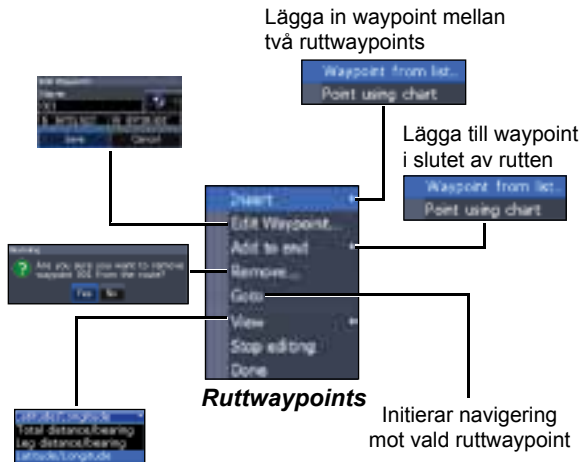 Lägga in waypoint mellan
två ruttwaypoints
Waypoint from list..
Point using chart
Edit Waypoint
Name
001
Save Cancel
Lägga till waypoint
i slutet av rutten
Waypoint from list..
Point using chart
Insert
Edit Waypoint...
Add to end
Remove...
Goto
View
Stop editing
Done
Warning
Are you sure you want to remove
waypoint 001 from the route?
Yes No
Ruttwaypoints
Initierar navigering
mot vald ruttwaypoint
Latitude/Longitude
Total distance/bearing
Leg distance/bearing
Latitude/Longitude